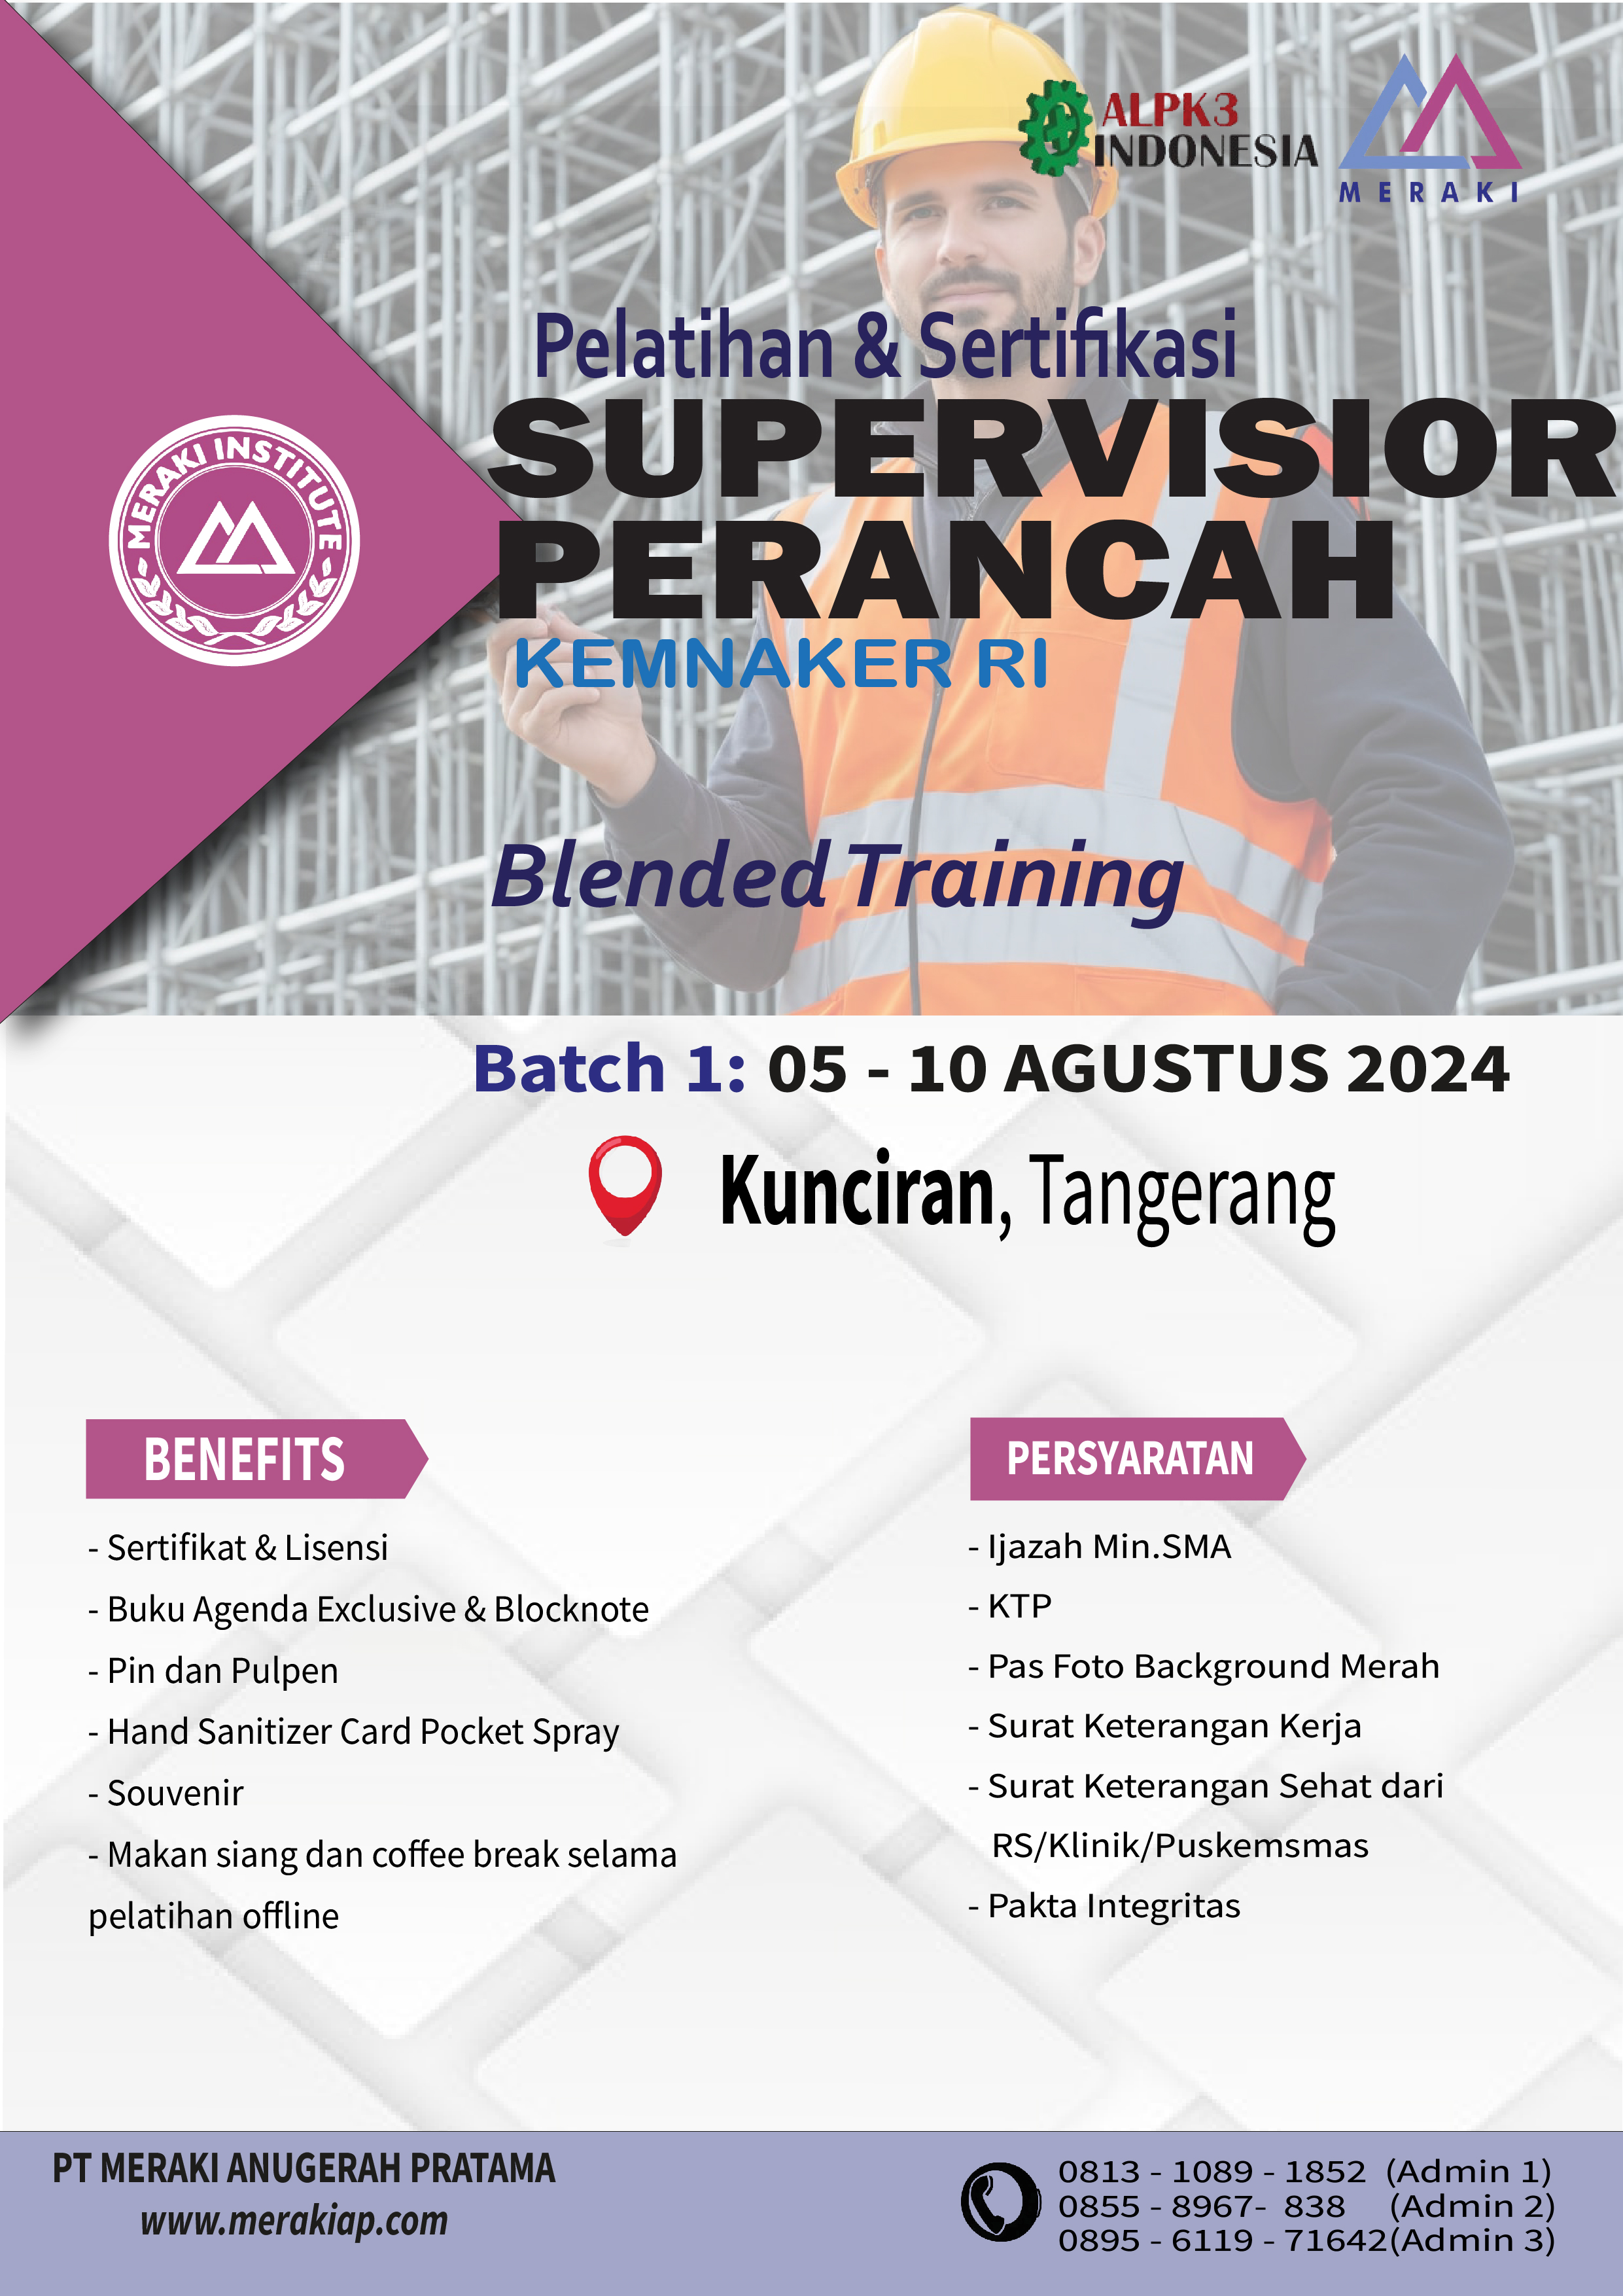 ALPK3
INDONESIA
MERAKI
MERAKI INSTITUTE
Pelatihan & Sertifikasi
SUPERVISIOR
PERANCAH
KEMNAKER RI
Blended Training
Batch 1: 05 - 10 AGUSTUS 2024
Kunciran, Tangerang
BENEFITS
- Sertifikat & Lisensi
- Buku Agenda Exclusive & Blocknote
- Pin dan Pulpen
- Hand Sanitizer Card Pocket Spray
- Souvenir
- Makan siang dan coffee break selama
pelatihan offline
PERSYARATAN
- Ijazah Min.SMA
- KTP
- Pas Foto Background Merah
- Surat Keterangan Kerja
- Surat Keterangan Sehat dari
RS/Klinik/Puskemsmas
- Pakta Integritas
PT MERAKI ANUGERAH PRATAMA
www.merakiap.com
0813 - 1089 - 1852 (Admin 1)
0855 - 8967- 838 (Admin 2)
0895 - 6119 - 71642(Admin 3)